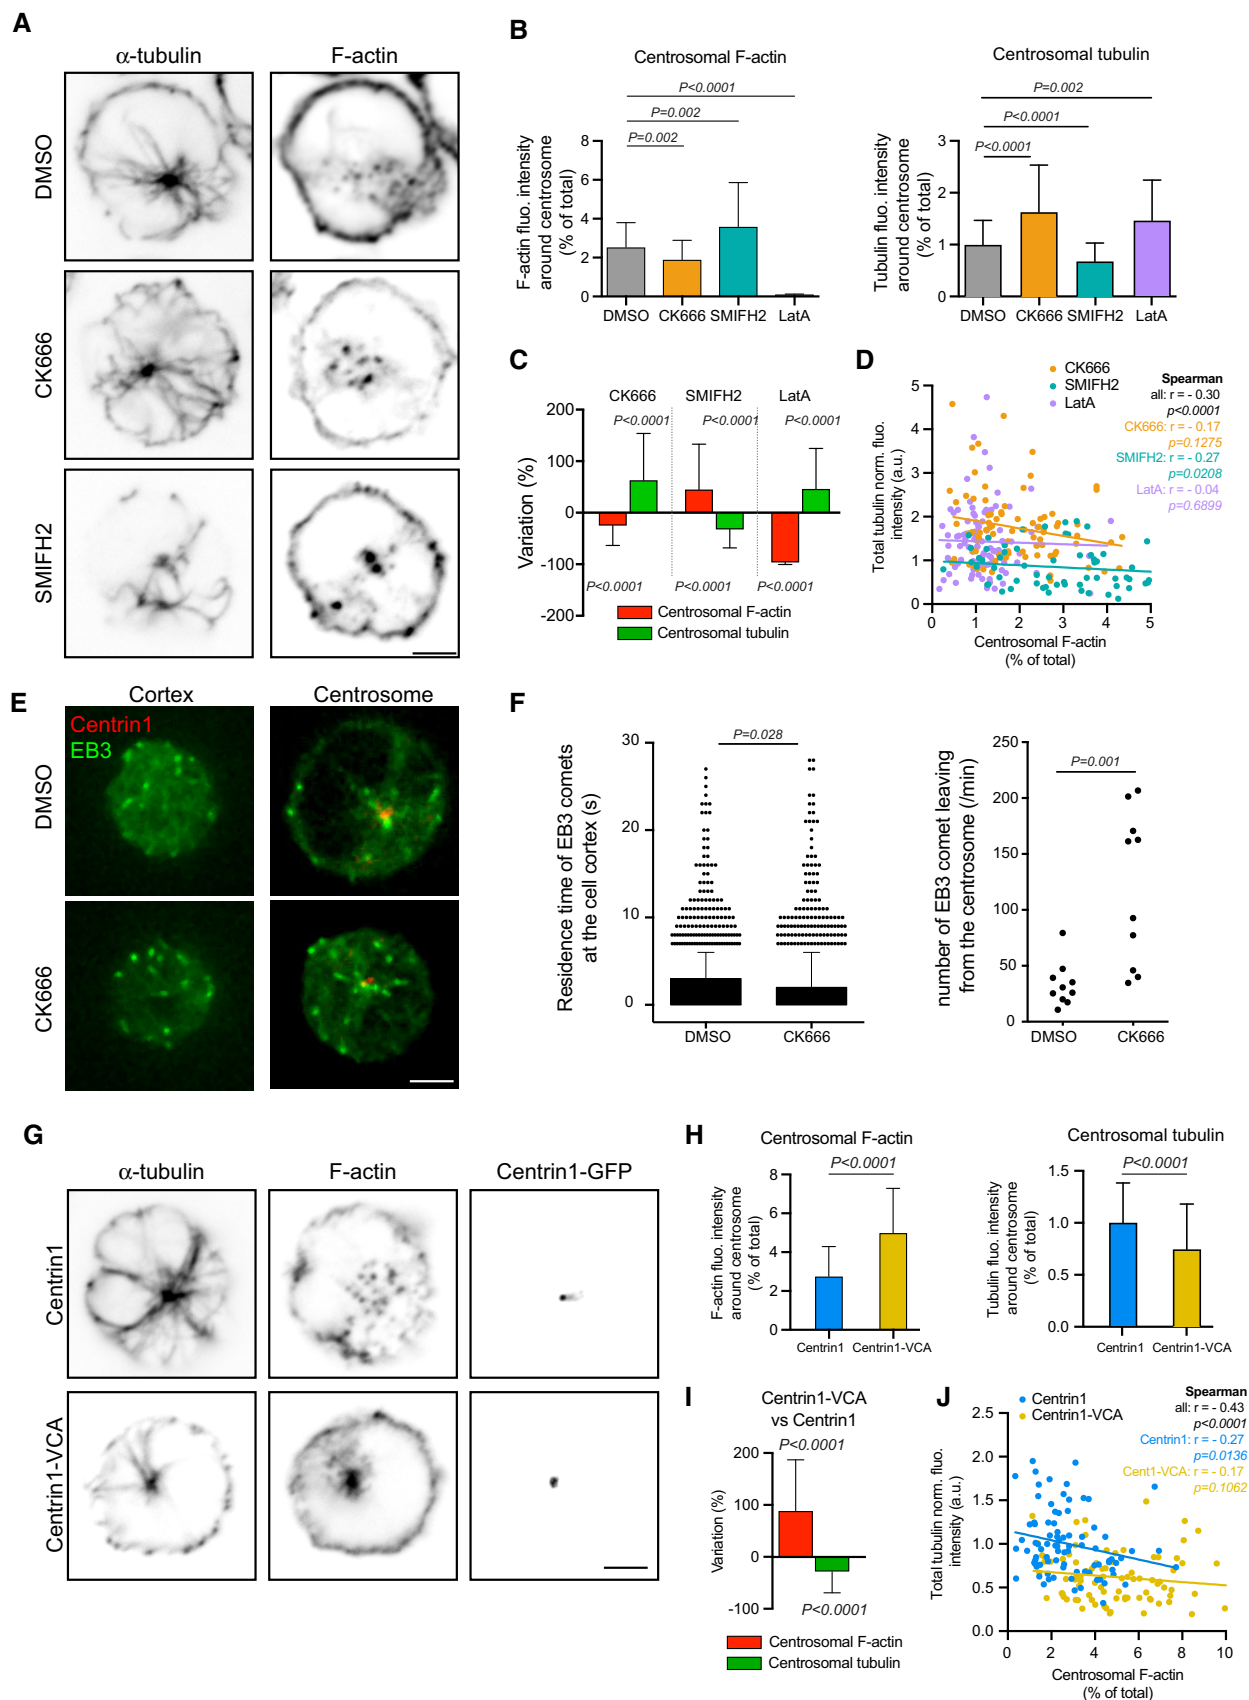 A
α-tubulin
F-actin
DMSO
CK666
SMIFH2
B
Centrosomal F-actin
P<0.0001
P=0.002
P=0.002
F-actin fluo. intensity
around centrosome
(% of total)
8
6
4
2
0
DMSO
CK666
SMIFH2
LatA
Centrosomal tubulin
P=0.002
P<0.0001
P<0.0001
Tubulin fluo. intensity
around centrosome
(% of total)
3
2
1
0
DMSO
CK666
SMIFH2
LatA
C
CK666
SMIFH2
LatA
P<0.0001
P<0.0001
P<0.0001
Variation (%)
200
100
0
-100
-200
P<0.0001
P<0.0001
P<0.0001
Centrosomal F-actin
Centrosomal tubulin
D
CK666
SMIFH2
LatA
Spearman
all: r = - 0.30
p<0.0001
CK666: r = - 0.17
p=0.1275
SMIFH2: r = - 0.27
p=0.0208
LatA: r = - 0.04
p=0.6899
Total tubulin norm. fluo.
intensity (a.u.)
5
4
3
2
1
0
0 1 2 3 4 5
Centrosomal F-actin
(% of total)
E
Cortex
Centrosome
Centrin1
EB3
DMSO
CK666
F
P=0.028
Residence time of EB3 comets
at the cell cortex (s)
30
20
10
0
DMSO
CK666
P=0.001
number of EB3 comet leaving
from the centrosome (/min)
250
200
150
100
50
0
DMSO
CK666
G
α-tubulin
F-actin
Centrin1-GFP
Centrin1
Centrin1-VCA
H
Centrosomal F-actin
P<0.0001
F-actin fluo. intensity
around centrosome
(% of total)
8
6
4
2
0
Centrin1
Centrin1-VCA
Centrosomal tubulin
P<0.0001
Tubulin fluo. intensity
around centrosome
(% of total)
1.5
1.0
0.5
0.0
Centrin1
Centrin1-VCA
I
Centrin1-VCA
vs Centrin1
P<0.0001
Variation (%)
200
100
0
-100
P<0.0001
Centrosomal F-actin
Centrosomal tubulin
J
Centrin1
Centrin1-VCA
Spearman
all: r = - 0.43
p<0.0001
Centrin1: r = - 0.27
p=0.0136
Cent1-VCA: r = - 0.17
p=0.1062
Total tubulin norm. fluo.
intensity (a.u.)
2.5
2.0
1.5
1.0
0.5
0.0
0 2 4 6 8 10
Centrosomal F-actin
(% of total)